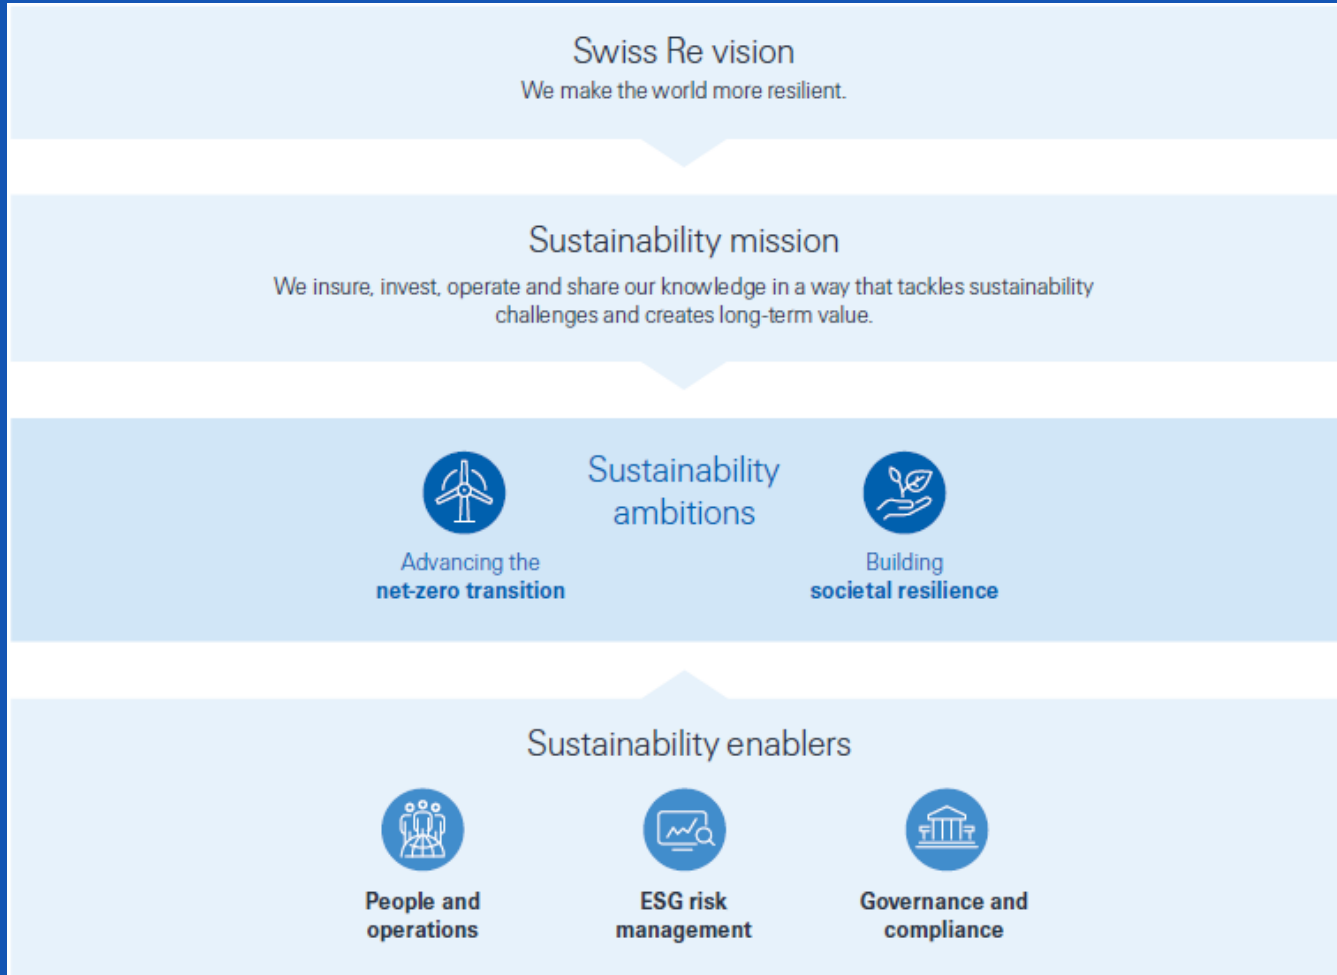 Swiss Re vision
We make the world more resilient.
Sustainability mission
We insure, invest, operate and share our knowledge in a way that tackles sustainability
challenges and creates long-term value.
Sustainability
ambitions
Advancing the
net-zero transition
Building
societal resilience
Sustainability enablers
People and
operations
ESG risk
management
Governance and
compliance